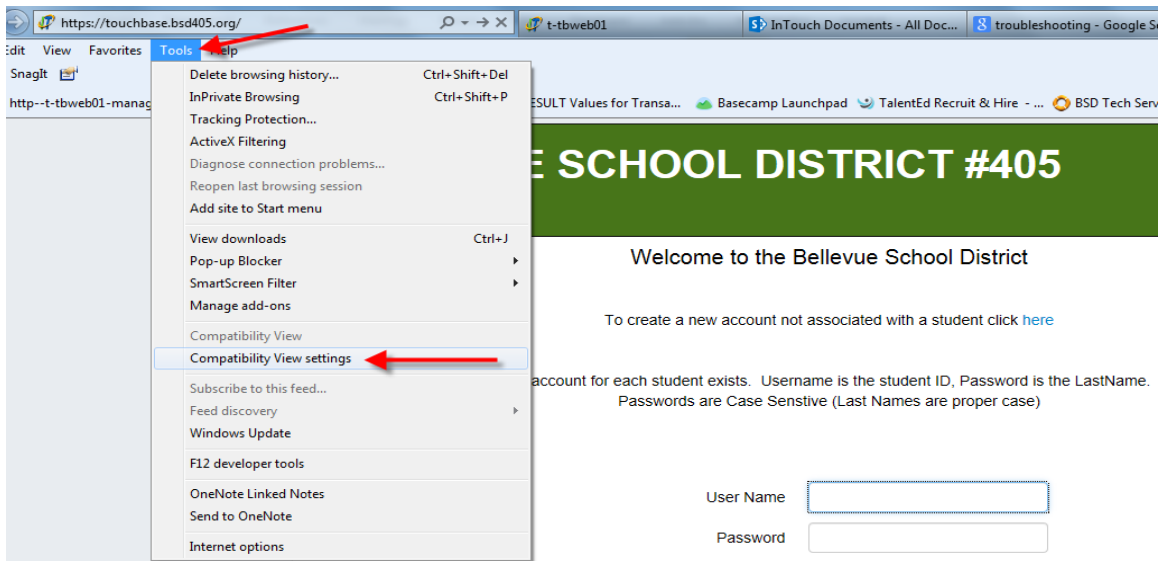 https://touchbase.bsd405.org/
t-tbweb01
InTouch Documents - All Doc...
troubleshooting - Google Se
Edit View Favorites Tools Help
SnagIt
http--t-tbweb01-manag
ESULT Values for Transa...
Basecamp Launchpad
TalentEd Recruit & Hire - ...
BSD Tech Serv
Delete browsing history... Ctrl+Shift+Del
InPrivate Browsing Ctrl+Shift+P
Tracking Protection...
ActiveX Filtering
Diagnose connection problems...
Reopen last browsing session
Add site to Start menu
View downloads Ctrl+J
Pop-up Blocker
SmartScreen Filter
Manage add-ons
Compatibility View
Compatibility View settings
Subscribe to this feed...
Feed discovery
Windows Update
F12 developer tools
OneNote Linked Notes
Send to OneNote
Internet options
E SCHOOL DISTRICT #405
Welcome to the Bellevue School District
To create a new account not associated with a student click here
account for each student exists. Username is the student ID, Password is the LastName.
Passwords are Case Senstive (Last Names are proper case)
User Name
Password